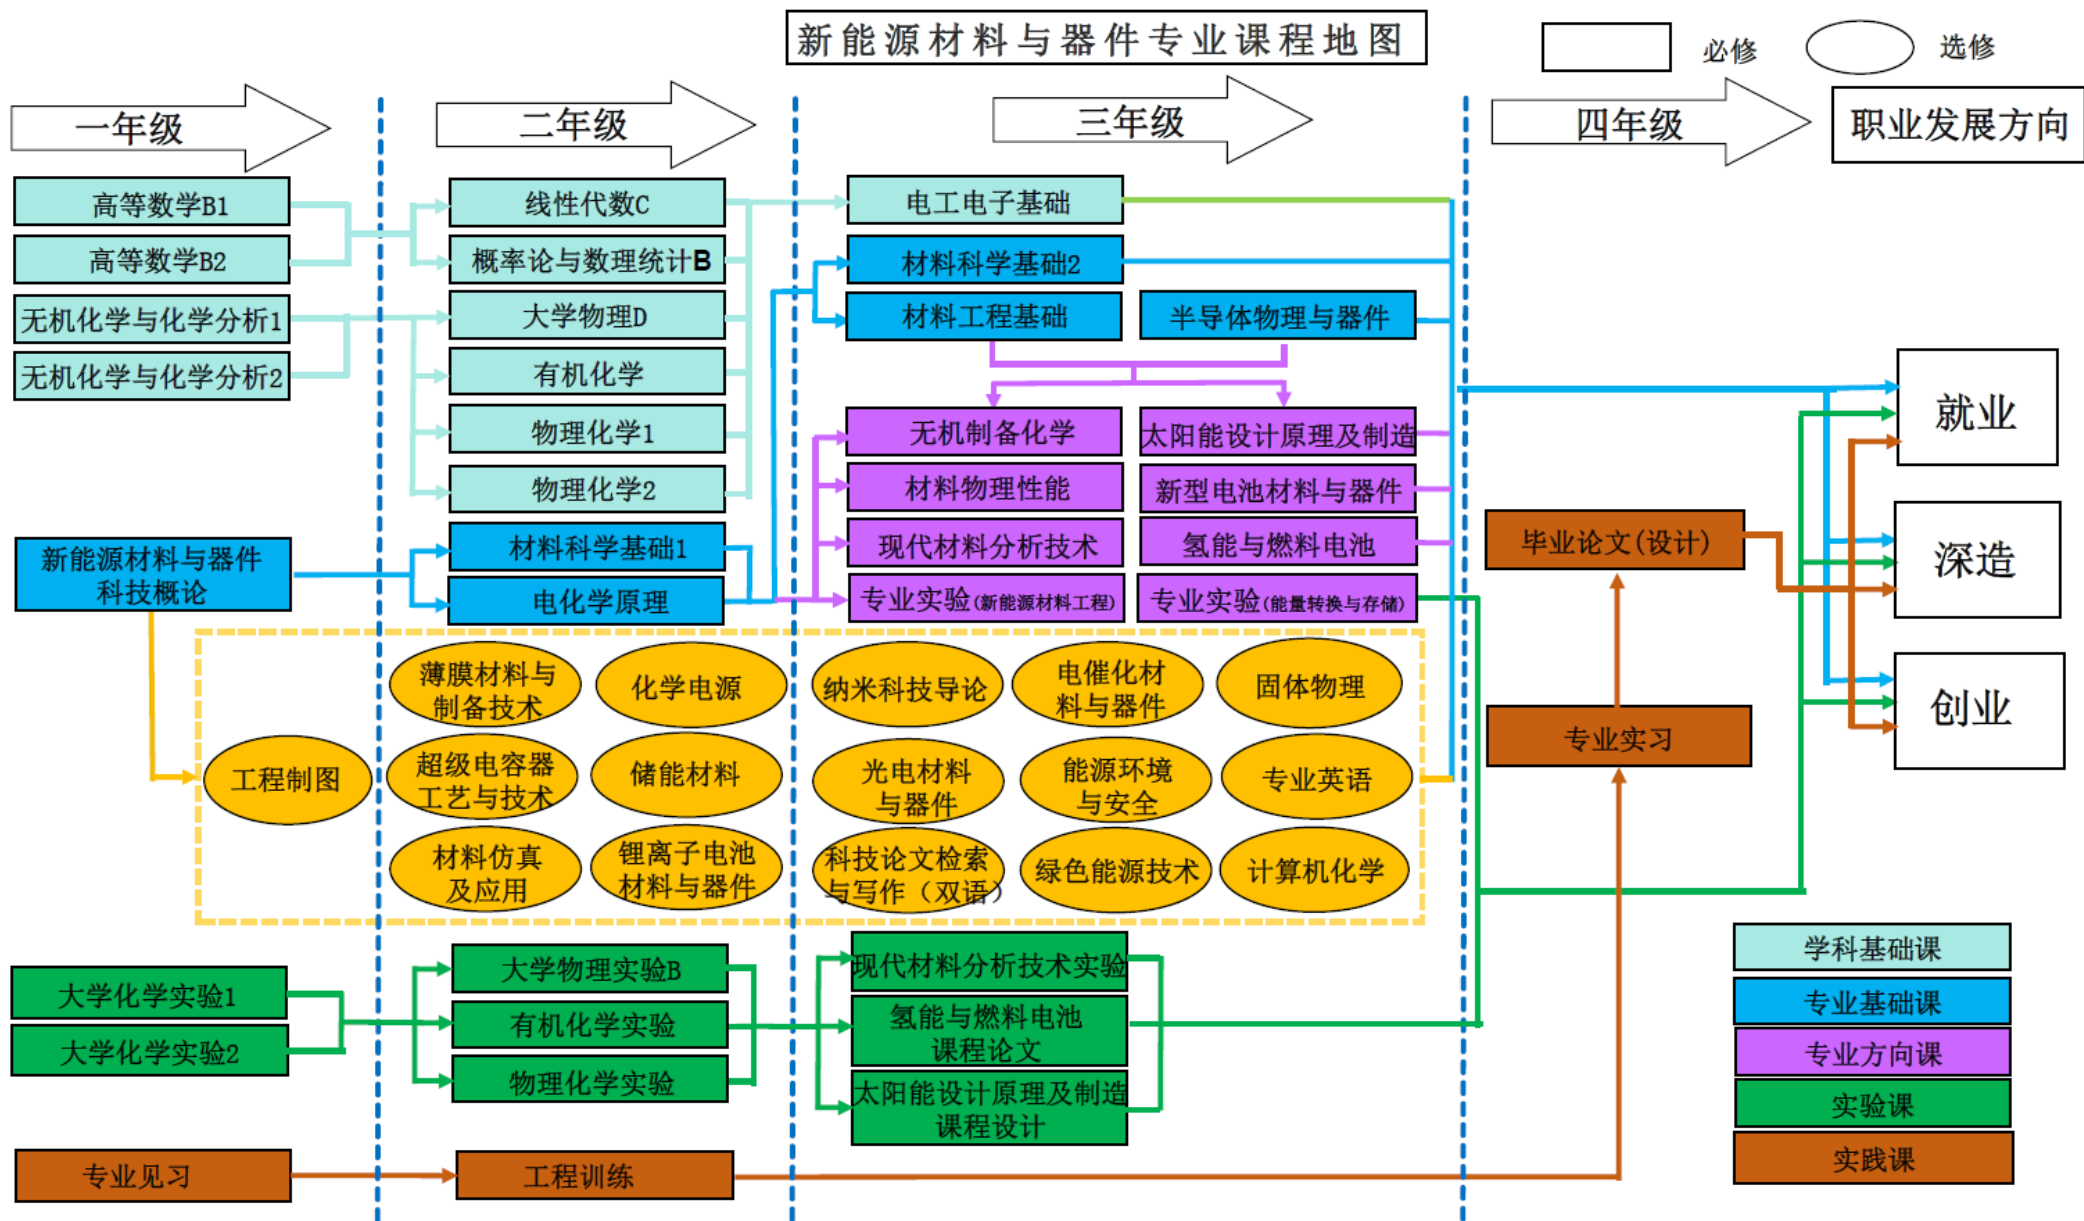 新能源材料与器件专业课程地图
必修
选修
一年级
二年级
三年级
四年级
职业发展方向
高等数学B1
高等数学B2
无机化学与化学分析1
无机化学与化学分析2
新能源材料与器件
科技概论
线性代数C
概率论与数理统计B
大学物理D
有机化学
物理化学1
物理化学2
材料科学基础1
电化学原理
电工电子基础
材料科学基础2
材料工程基础
半导体物理与器件
无机制备化学
太阳能设计原理及制造
材料物理性能
新型电池材料与器件
现代材料分析技术
氢能与燃料电池
专业实验(新能源材料工程)
专业实验(能量转换与存储)
毕业论文(设计)
专业实习
就业
深造
创业
工程制图
薄膜材料与
制备技术
化学电源
超级电容器
工艺与技术
储能材料
材料仿真
及应用
锂离子电池
材料与器件
纳米科技导论
电催化材
料与器件
固体物理
光电材料
与器件
能源环境
与安全
专业英语
科技论文检索
与写作（双语）
绿色能源技术
计算机化学
大学化学实验1
大学化学实验2
大学物理实验B
有机化学实验
物理化学实验
现代材料分析技术实验
氢能与燃料电池
课程论文
太阳能设计原理及制造
课程设计
专业见习
工程训练
学科基础课
专业基础课
专业方向课
实验课
实践课